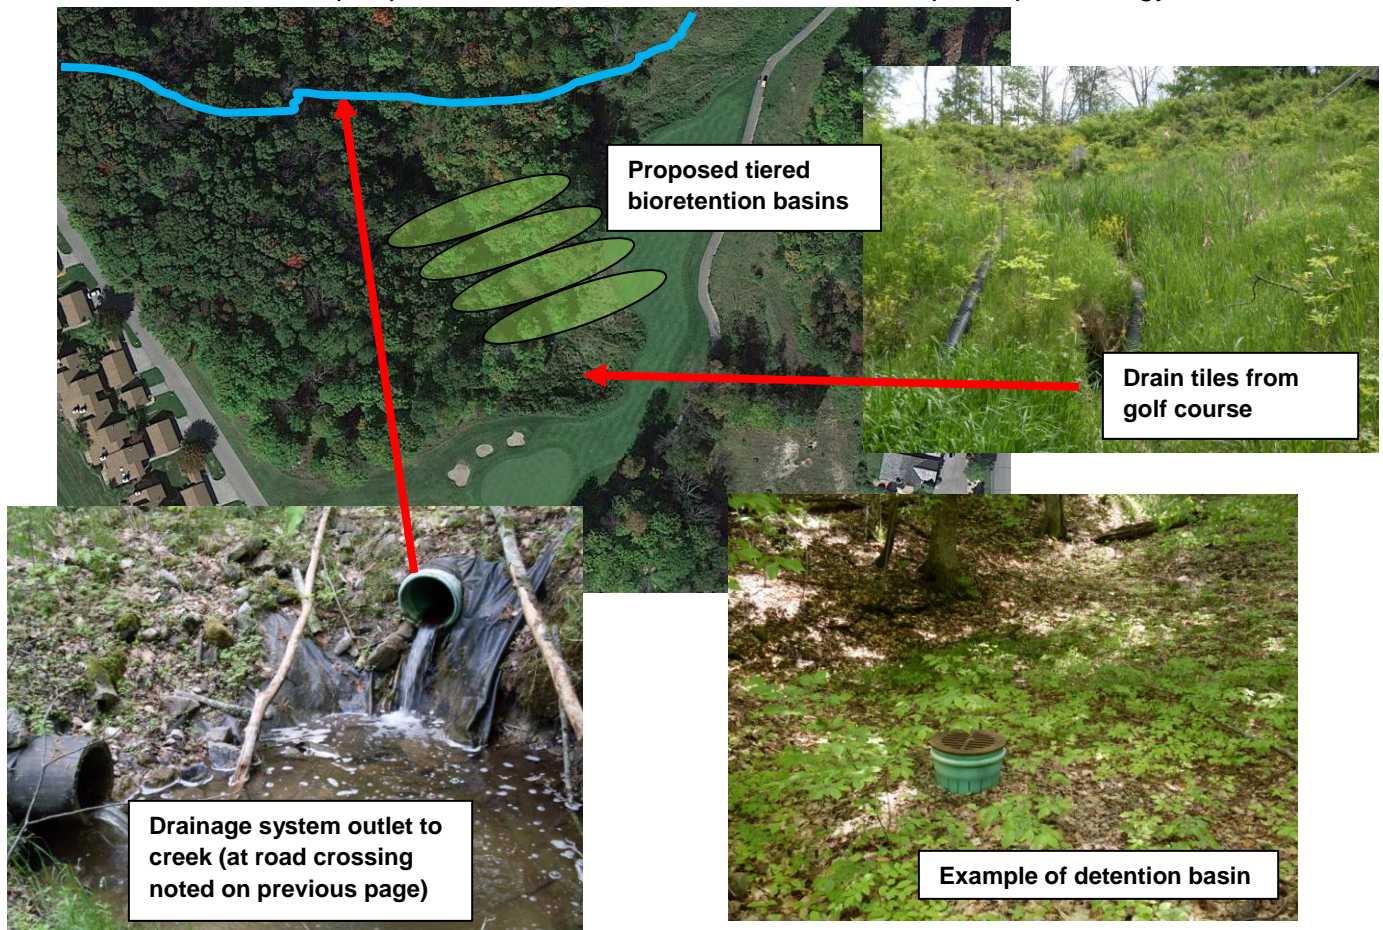 Proposed tiered
bioretention basins
Drain tiles from
golf course
Drainage system outlet to
creek (at road crossing
noted on previous page)
Example of detention basin